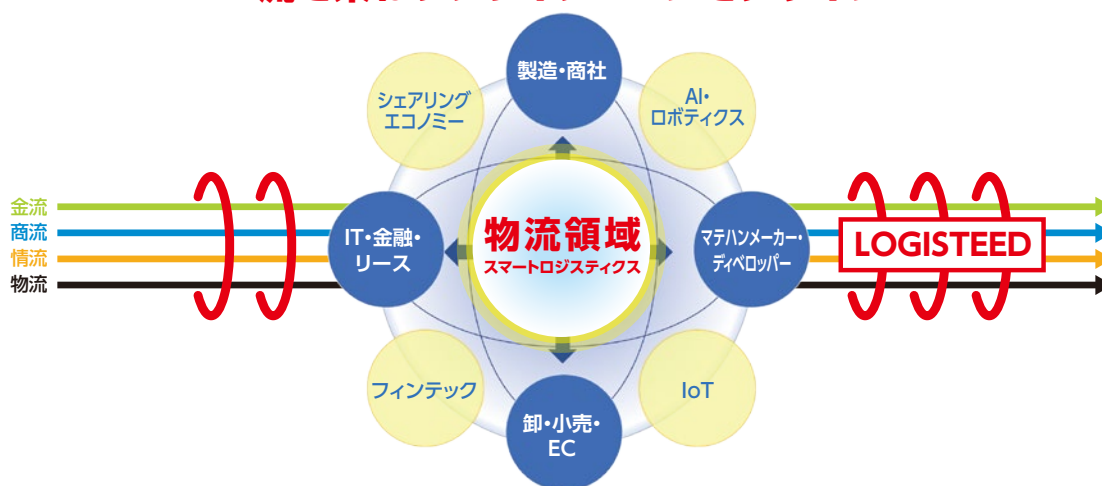 製造・商社
シェアリング
エコノミー
AI・
ロボティクス
金流
商流
情流
物流
IT・金融・
リース
物流領域
スマートロジスティクス
マテハンメーカー・
ディベロッパー
LOGISTEED
フィンテック
IoT
卸・小売・
EC